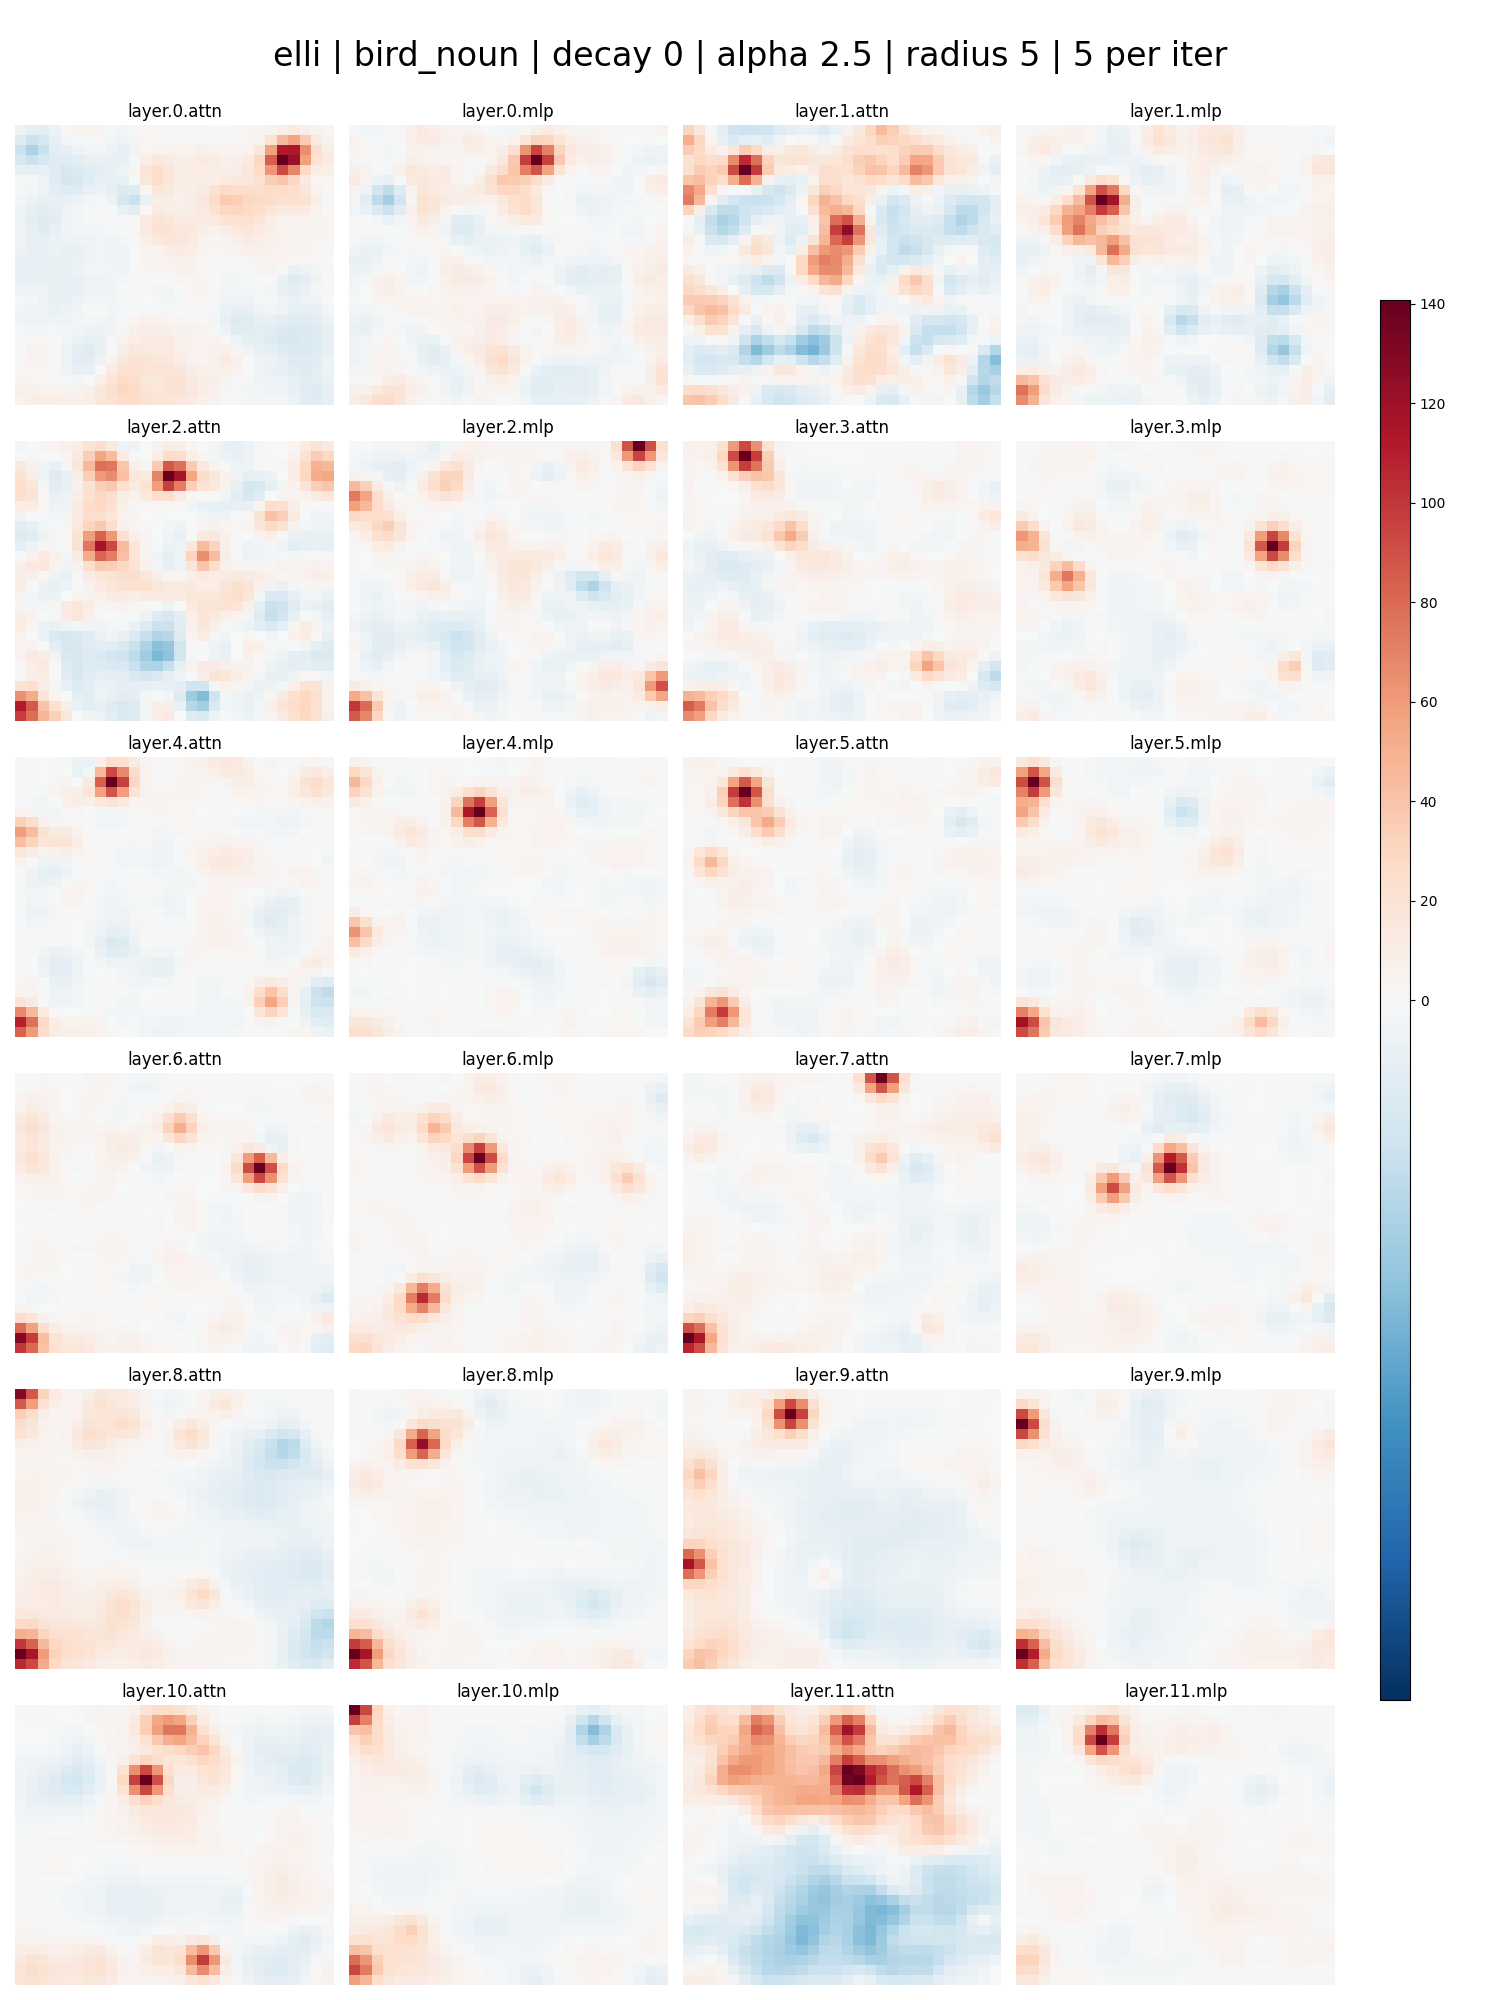 elli | bird_noun | decay 0 | alpha 2.5 | radius 5 | 5 per iter
layer.0.attn
layer.0.mlp
layer.1.attn
layer.1.mlp
layer.2.attn
layer.2.mlp
layer.3.attn
layer.3.mlp
layer.4.attn
layer.4.mlp
layer.5.attn
layer.5.mlp
layer.6.attn
layer.6.mlp
layer.7.attn
layer.7.mlp
layer.8.attn
layer.8.mlp
layer.9.attn
layer.9.mlp
layer.10.attn
layer.10.mlp
layer.11.attn
layer.11.mlp
140
120
100
80
60
40
20
0